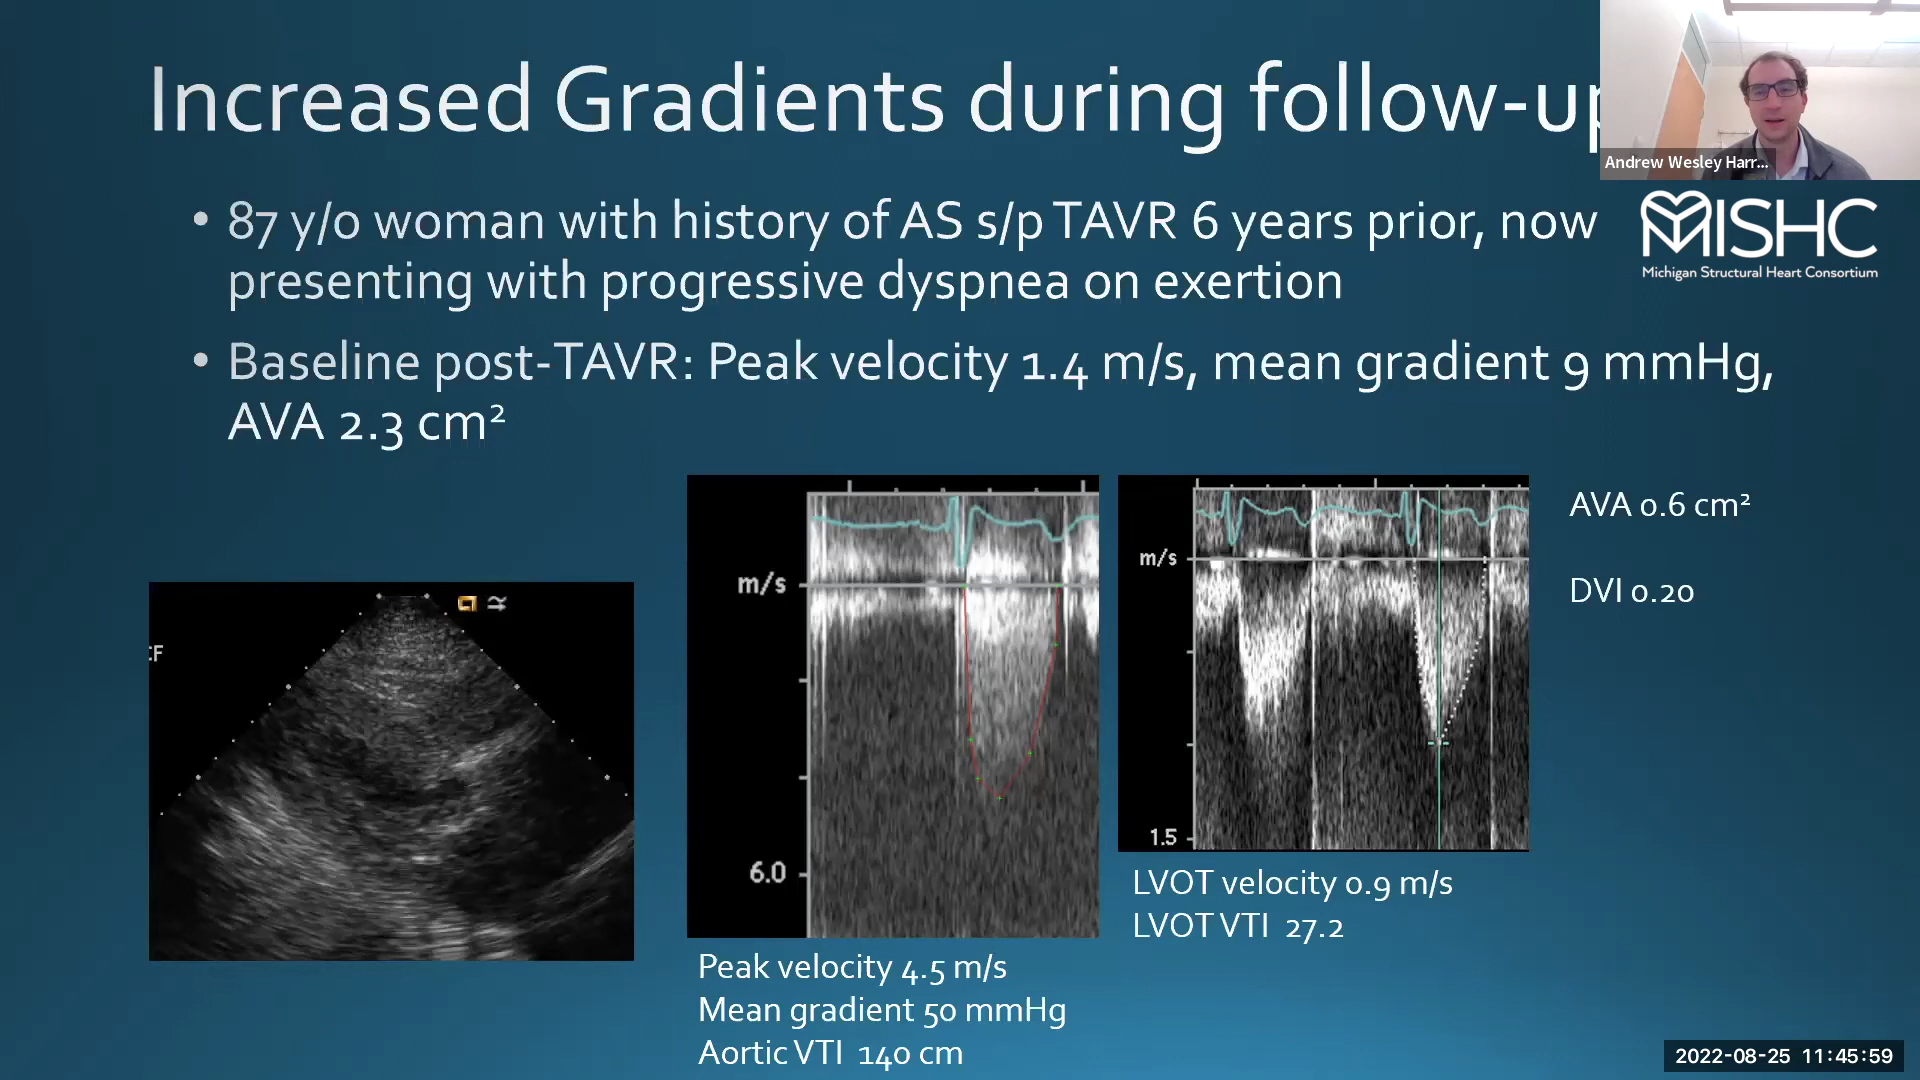 Increased Gradients during follow-up
Andrew Wesley Harr...
MISHC
Michigan Structural Heart Consortium
• 87 y/o woman with history of AS s/p TAVR 6 years prior, now
presenting with progressive dyspnea on exertion
• Baseline post-TAVR: Peak velocity 1.4 m/s, mean gradient 9 mmHg,
AVA 2.3 cm²
:F
m/s
6.0
Peak velocity 4.5 m/s
Mean gradient 50 mmHg
Aortic VTI 140 cm
m/s
1.5
LVOT velocity 0.9 m/s
LVOT VTI 27.2
AVA 0.6 cm²
DVI 0.20
2022-08-25 11:45:59